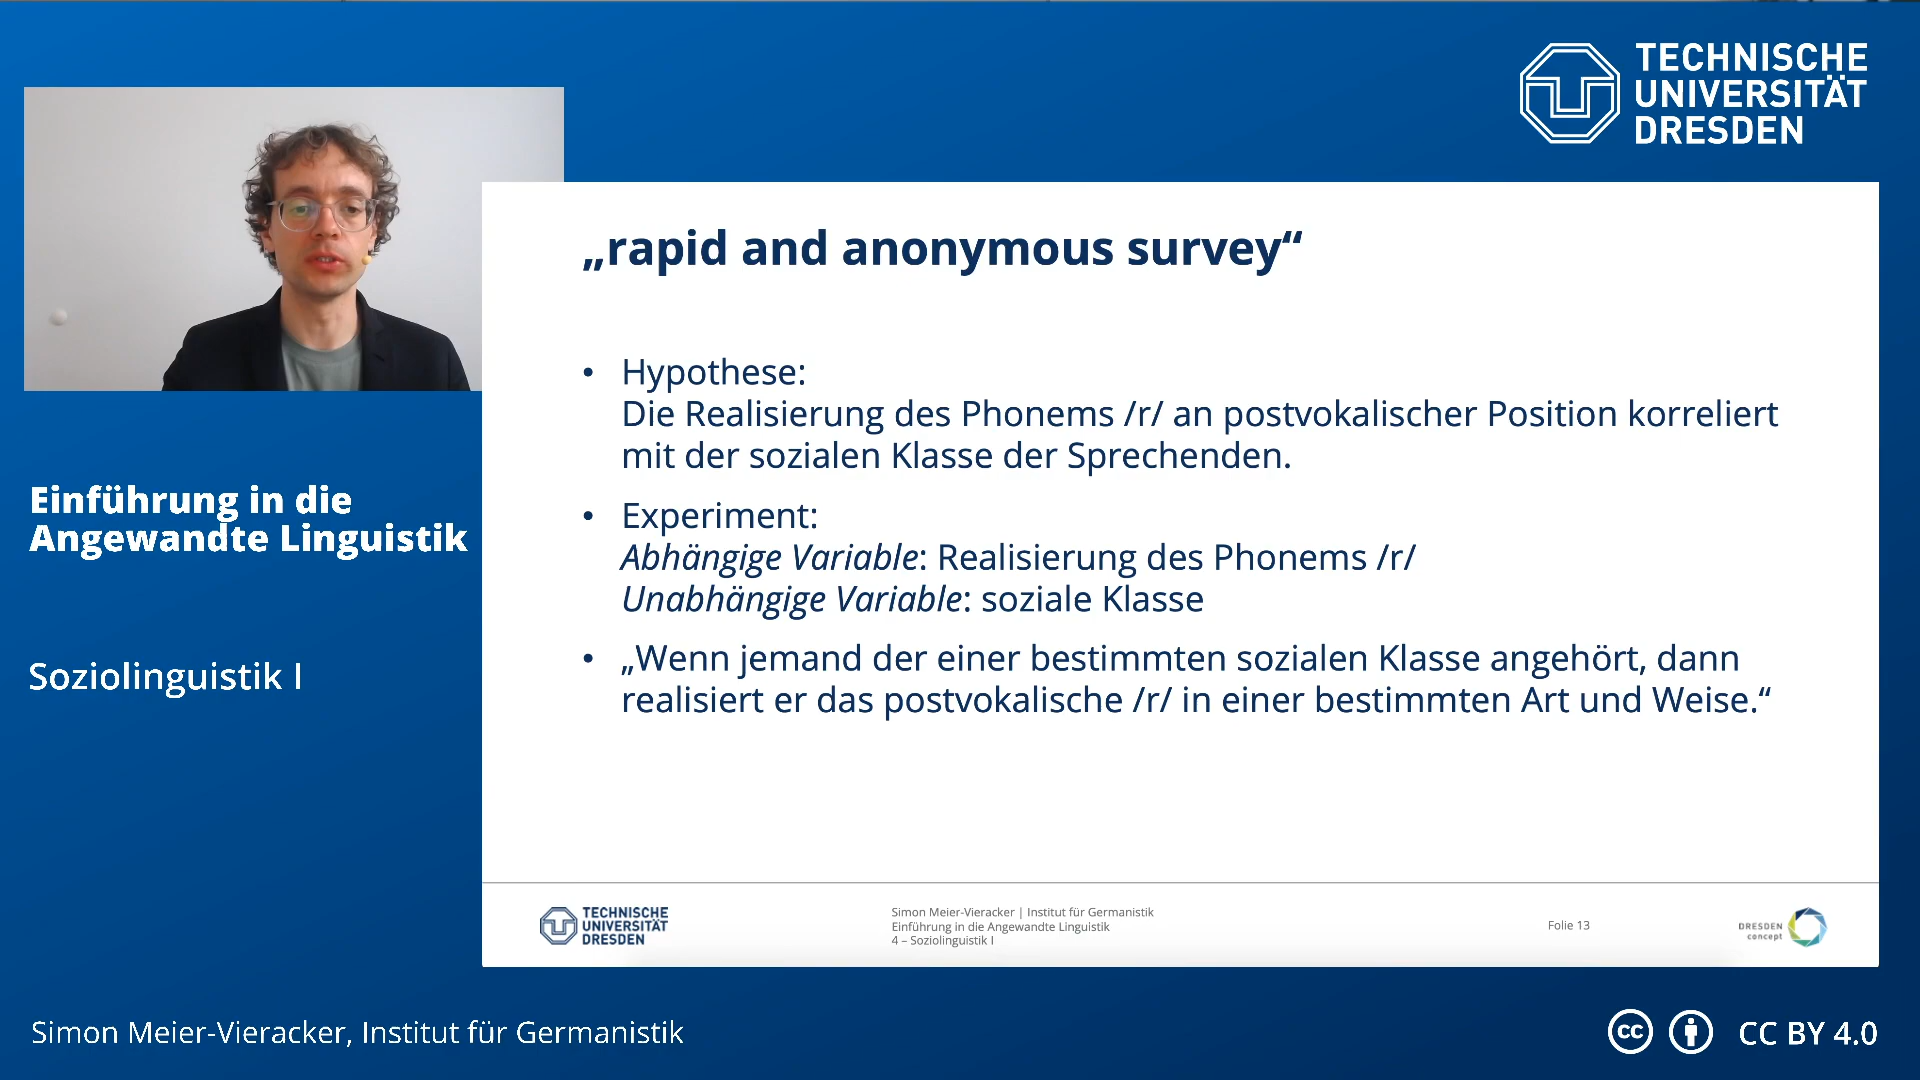 TECHNISCHE
UNIVERSITÄT
DRESDEN
„rapid and anonymous survey“
• Hypothese:
Die Realisierung des Phonems /r/ an postvokalischer Position korreliert
mit der sozialen Klasse der Sprechenden.
• Experiment:
Abhängige Variable: Realisierung des Phonems /r/
Unabhängige Variable: soziale Klasse
• „Wenn jemand der einer bestimmten sozialen Klasse angehört, dann
realisiert er das postvokalische /r/ in einer bestimmten Art und Weise.“
Einführung in die
Angewandte Linguistik
Soziolinguistik I
TECHNISCHE
UNIVERSITÄT
DRESDEN
Simon Meier-Vieracker | Institut für Germanistik
Einführung in die Angewandte Linguistik
4 – Soziolinguistik I
Folie 13
DRESDEN
concept
Simon Meier-Vieracker, Institut für Germanistik
cc
CC BY 4.0